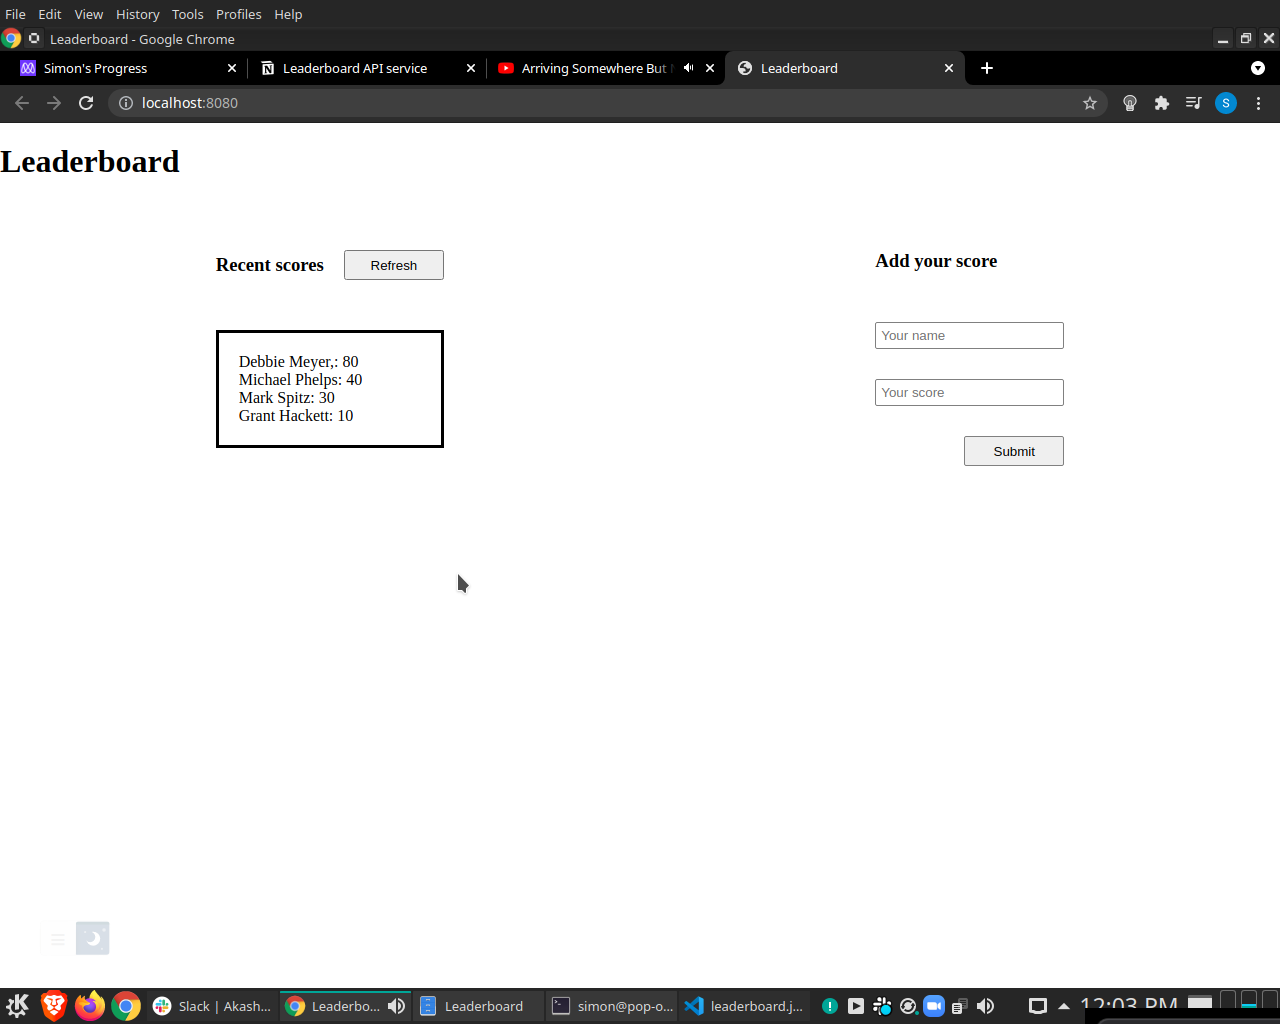 File Edit View History Tools Profiles Help
Leaderboard - Google Chrome
Simon's Progress
Leaderboard API service
Arriving Somewhere But
Leaderboard
localhost:8080
S
Leaderboard
Recent scores
Refresh
Debbie Meyer,: 80
Michael Phelps: 40
Mark Spitz: 30
Grant Hackett: 10
Add your score
Your name
Your score
Submit
Slack | Akash...
Leaderbo...
Leaderboard
simon@pop-o...
leaderboard.j...
12:03 PM